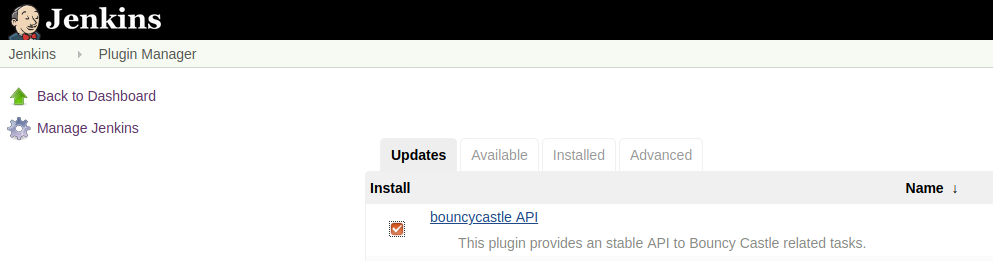 Jenkins
Jenkins Plugin Manager
Back to Dashboard
Manage Jenkins
Updates Available Installed Advanced
Install Name ↓
bouncycastle API
This plugin provides an stable API to Bouncy Castle related tasks.